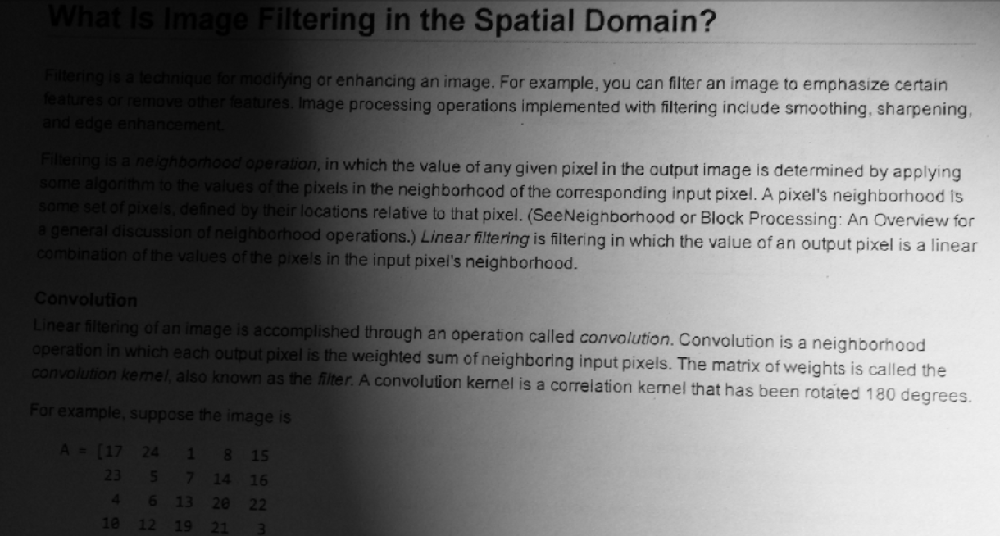 What Is Image Filtering in the Spatial Domain?
Filtering is a technique for modifying or enhancing an image. For example, you can filter an image to emphasize certain
features or remove other features. Image processing operations implemented with filtering include smoothing, sharpening,
and edge enhancement.
Filtering is a neighborhood operation, in which the value of any given pixel in the output image is determined by applying
some algorithm to the values of the pixels in the neighborhood of the corresponding input pixel. A pixel's neighborhood is
some set of pixels, defined by their locations relative to that pixel. (SeeNeighborhood or Block Processing: An Overview for
a general discussion of neighborhood operations.) Linear filtering is filtering in which the value of an output pixel is a linear
combination of the values of the pixels in the input pixel's neighborhood.
Convolution
Linear filtering of an image is accomplished through an operation called convolution. Convolution is a neighborhood
operation in which each output pixel is the weighted sum of neighboring input pixels. The matrix of weights is called the
convolution kernel, also known as the filter. A convolution kernel is a correlation kernel that has been rotated 180 degrees.
For example, suppose the image is
A = [17 24 1 8 15
23 5 7 14 16
4 6 13 20 22
10 12 19 21 3